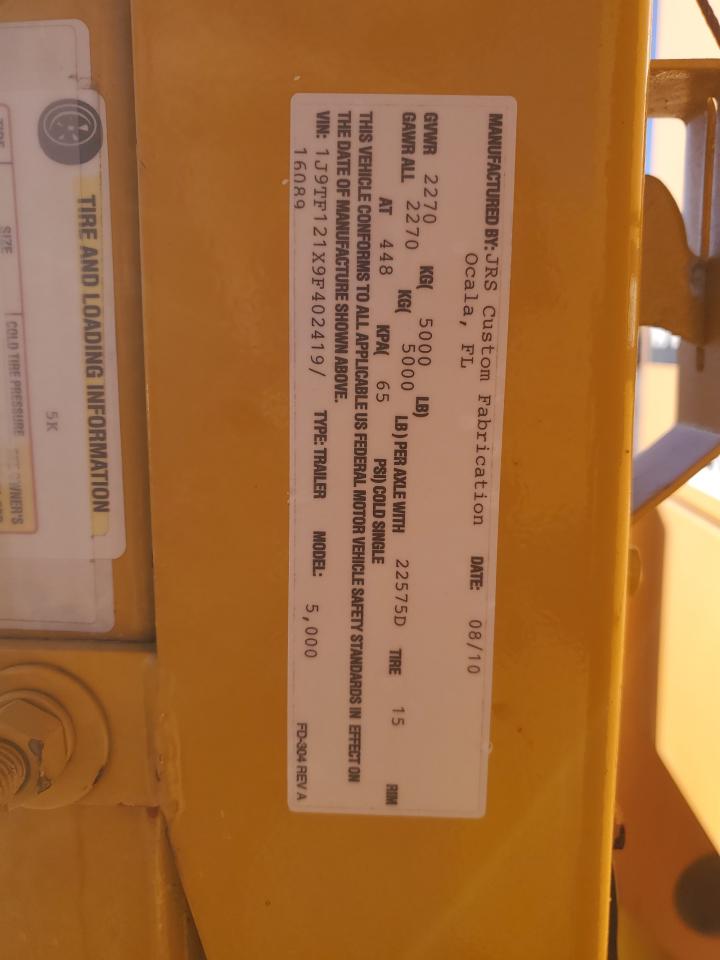 MANUFACTURED BY: JRS Custom Fabrication DATE: 08/10
Ocala, FL
GVWR 2270 KG( 5000 LB)
GAWR ALL 2270 KG( 5000 LB) PER AXLE WITH 22575D TIRE 15 RIM
AT 448 KPA( 65 PSI) COLD SINGLE
THIS VEHICLE CONFORMS TO ALL APPLICABLE US FEDERAL MOTOR VEHICLE SAFETY STANDARDS IN EFFECT ON
THE DATE OF MANUFACTURE SHOWN ABOVE.
VIN: 1J9TF121X9F402419/ TYPE: TRAILER MODEL: 5,000
16089
FD-304 REV A
TIRE AND LOADING INFORMATION
5K
TIRE SIZE COLD TIRE PRESSURE OWNER'S